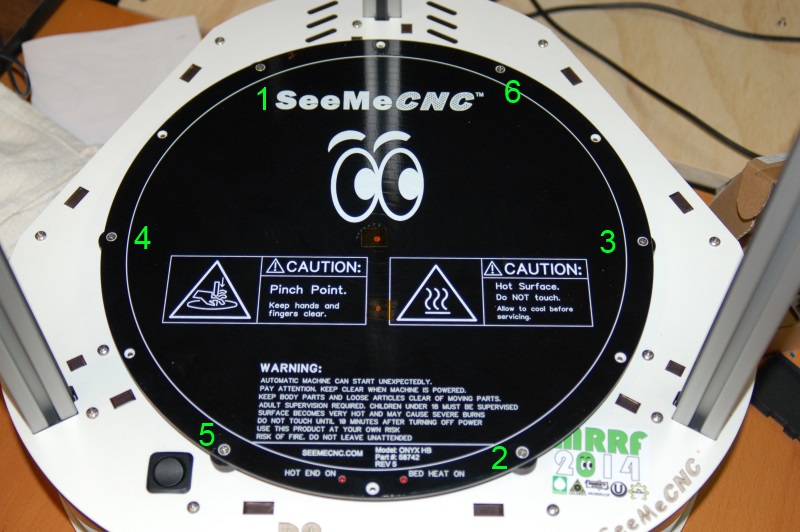 1
SeeMeCNC™
6
4
3
CAUTION:
Pinch Point.
Keep hands and
fingers clear.
CAUTION:
Hot Surface.
Do NOT touch.
Allow to cool before
servicing.
WARNING:
AUTOMATIC MACHINE CAN START UNEXPECTEDLY.
PAY ATTENTION. KEEP CLEAR WHEN MACHINE IS POWERED.
KEEP BODY PARTS AND LOOSE ARTICLES CLEAR OF MOVING PARTS.
ADULT SUPERVISION REQUIRED. CHILDREN UNDER 18 MUST BE SUPERVISED
SURFACE BECOMES VERY HOT AND MAY CAUSE SEVERE BURNS
DO NOT TOUCH UNTIL 10 MINUTES AFTER TURNING OFF POWER
USE THIS PRODUCT AT YOUR OWN RISK
RISK OF FIRE. DO NOT LEAVE UNATTENDED
5
2
SEEMECNC.COM
Model: ONYX HB
Part #: 58742
REV 5
HOT END ON
BED HEAT ON
MRRF
2014
SeeMeCNC